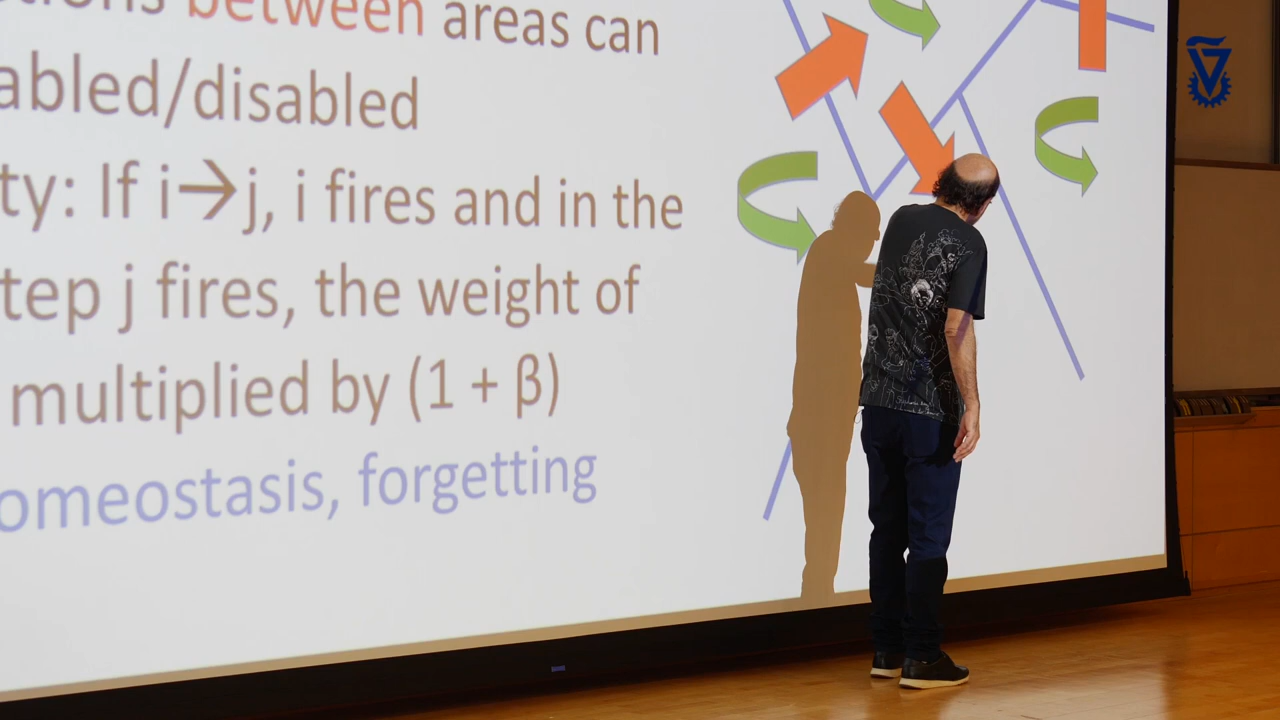 between areas can
abled/disabled
ty: If i→j, i fires and in the
tep j fires, the weight of
multiplied by (1 + β)
omeostasis, forgetting